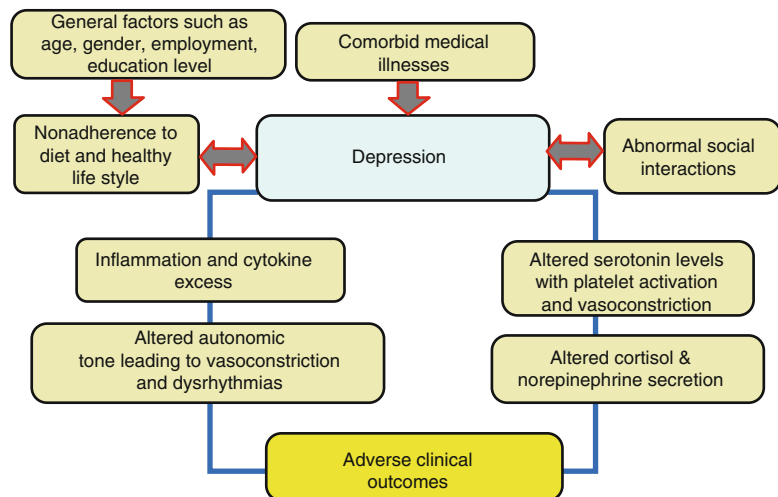 General factors such as
age, gender, employment,
education level
Comorbid medical
illnesses
Nonadherence to
diet and healthy
life style
Depression
Abnormal social
interactions
Inflammation and cytokine
excess
Altered serotonin levels
with platelet activation
and vasoconstriction
Altered autonomic
tone leading to vasoconstriction
and dysrhythmias
Altered cortisol &
norepinephrine secretion
Adverse clinical
outcomes